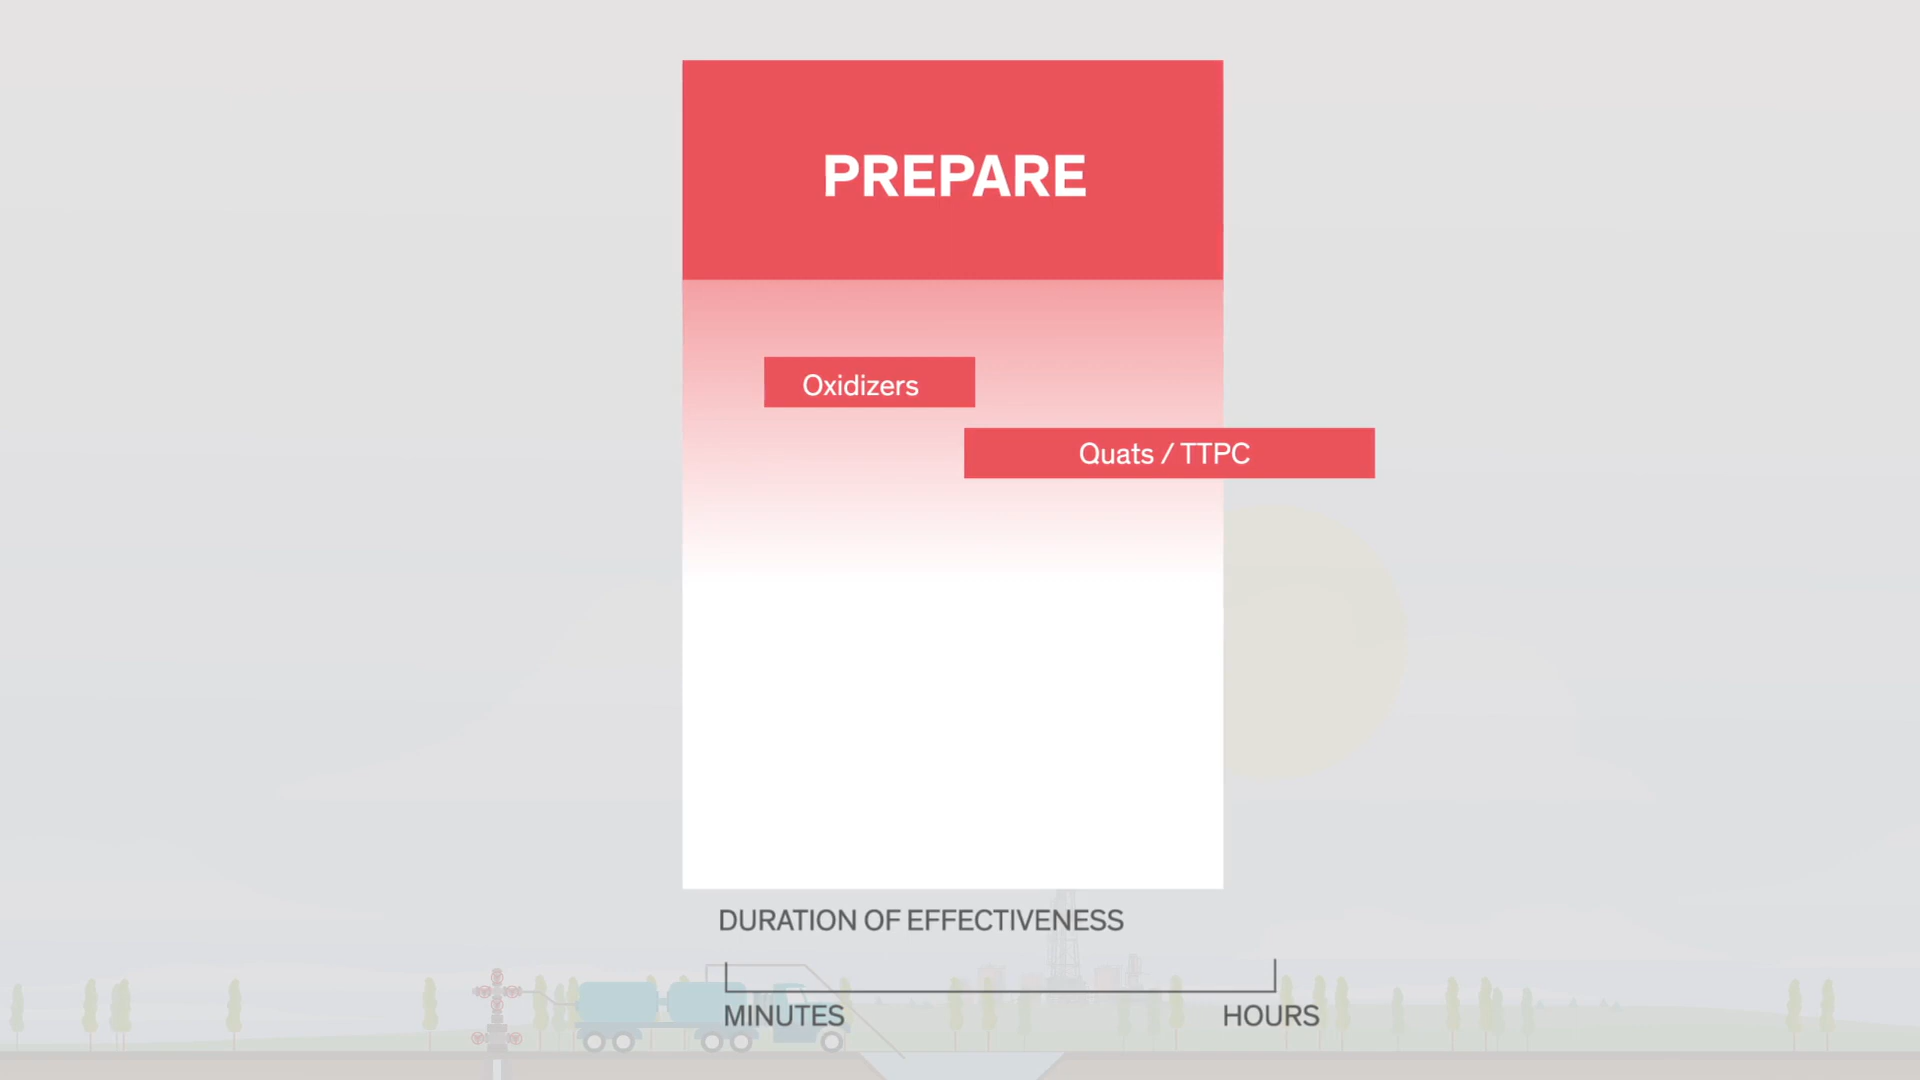 PREPARE
Oxidizers
Quats / TTPC
DURATION OF EFFECTIVENESS
MINUTES
HOURS